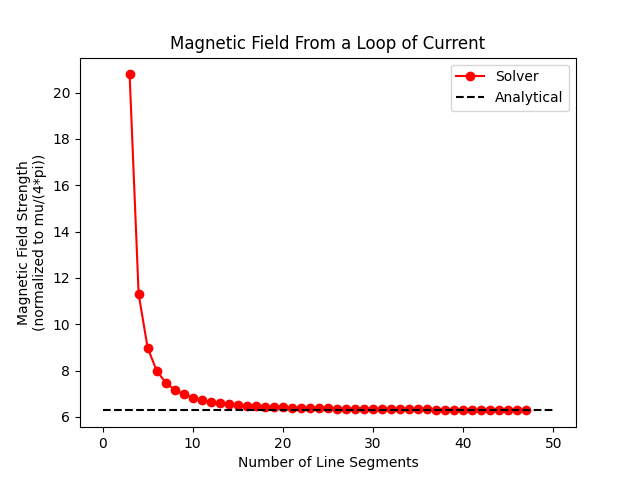 Magnetic Field From a Loop of Current
Solver
Analytical
20
18
16
14
12
10
8
6
Magnetic Field Strength
(normalized to mu/(4*pi))
0 10 20 30 40 50
Number of Line Segments